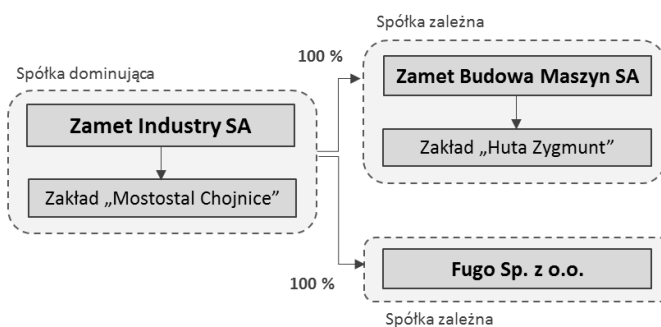 Spółka dominująca
Zamet Industry SA
Zakład „Mostostal Chojnice”
100 %
Spółka zależna
Zamet Budowa Maszyn SA
Zakład „Huta Zygmunt”
100 %
Fugo Sp. z o.o.
Spółka zależna